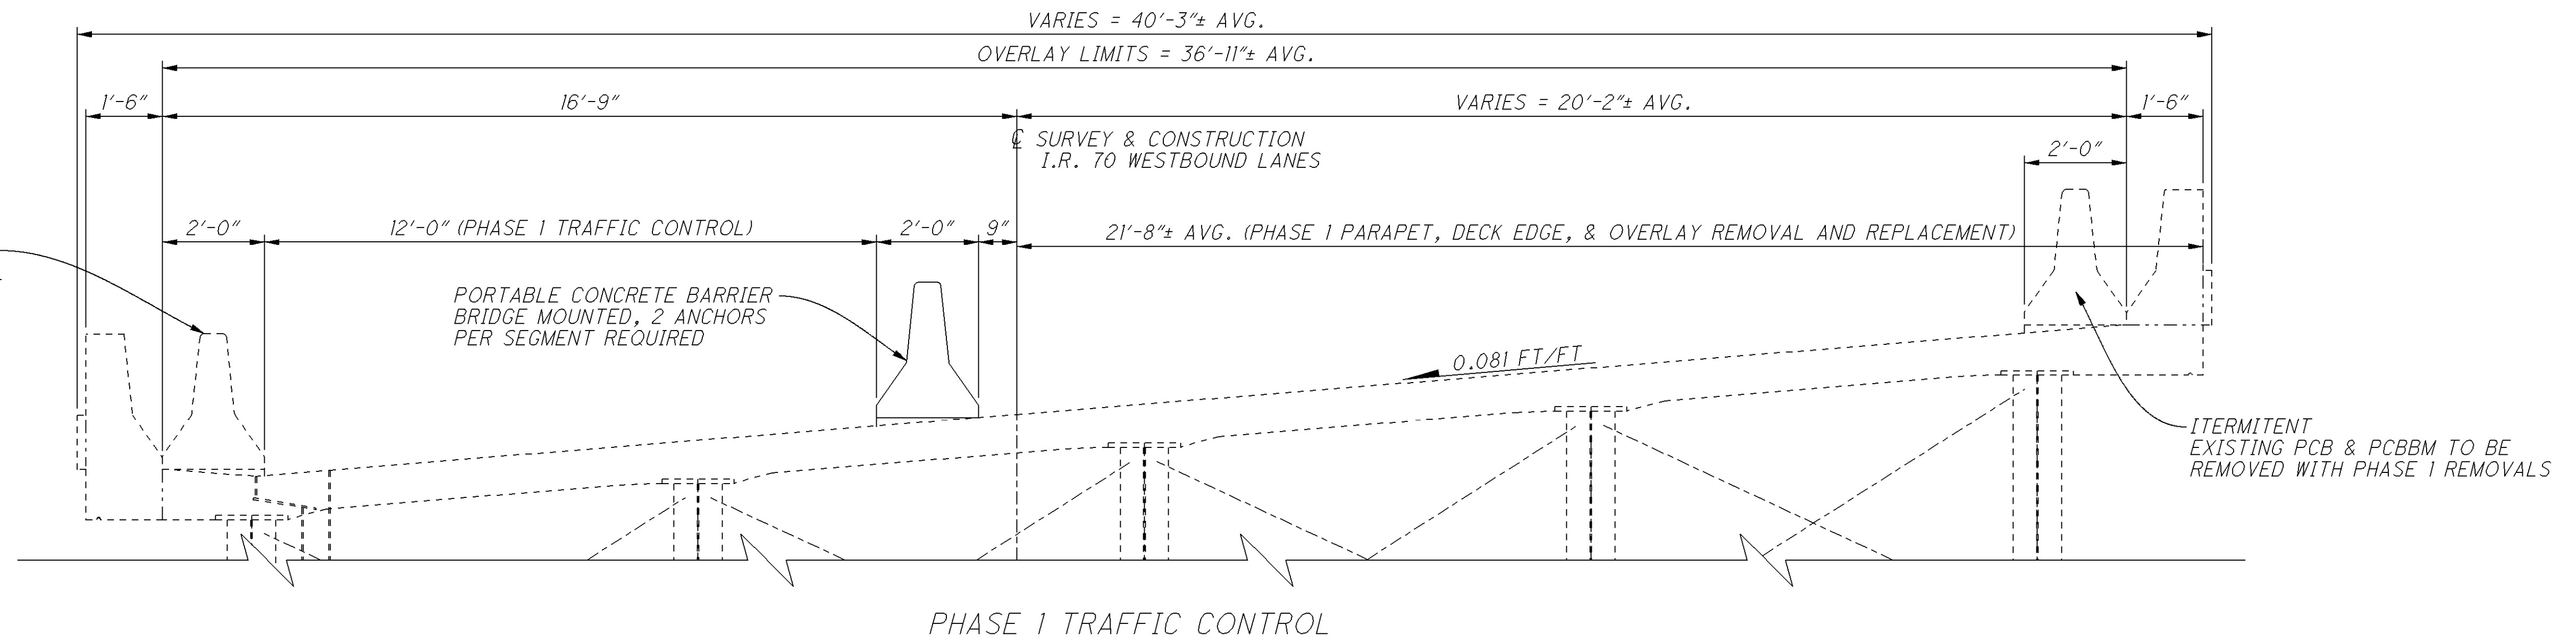 VARIES = 40'-3"± AVG.
OVERLAY LIMITS = 36'-11"± AVG.
1'-6"
16'-9"
VARIES = 20'-2"± AVG.
1'-6"
℄ SURVEY & CONSTRUCTION
I.R. 70 WESTBOUND LANES
2'-0"
2'-0"
12'-0" (PHASE 1 TRAFFIC CONTROL)
2'-0"
9"
21'-8"± AVG. (PHASE 1 PARAPET, DECK EDGE, & OVERLAY REMOVAL AND REPLACEMENT)
PORTABLE CONCRETE BARRIER
BRIDGE MOUNTED, 2 ANCHORS
PER SEGMENT REQUIRED
0.081 FT/FT
ITERMITENT
EXISTING PCB & PCBBM TO BE
REMOVED WITH PHASE 1 REMOVALS
PHASE 1 TRAFFIC CONTROL